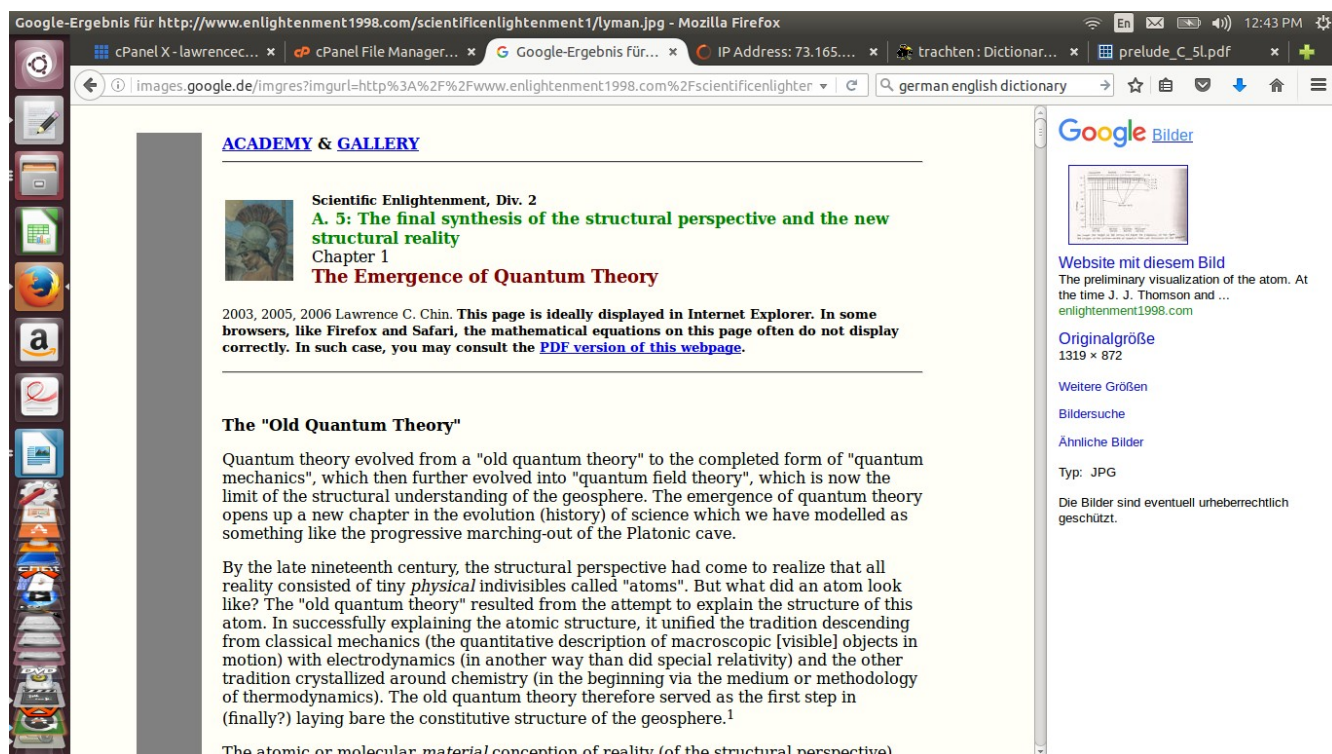 Google-Ergebnis für http://www.enlightenment1998.com/scientificenlightenment1/lyman.jpg - Mozilla Firefox
En
12:43 PM
cPanel X - lawrencec...
cPanel File Manager...
Google-Ergebnis für...
IP Address: 73.165....
trachten : Dictionar...
prelude_C_5l.pdf
images.google.de/imgres?imgurl=http%3A%2F%2Fwww.enlightenment1998.com%2Fscientificenlighter
german english dictionary
ACADEMY & GALLERY
Scientific Enlightenment, Div. 2
A. 5: The final synthesis of the structural perspective and the new
structural reality
Chapter 1
The Emergence of Quantum Theory
2003, 2005, 2006 Lawrence C. Chin. This page is ideally displayed in Internet Explorer. In some
browsers, like Firefox and Safari, the mathematical equations on this page often do not display
correctly. In such case, you may consult the PDF version of this webpage.
The "Old Quantum Theory"
Quantum theory evolved from a "old quantum theory" to the completed form of "quantum
mechanics", which then further evolved into "quantum field theory", which is now the
limit of the structural understanding of the geosphere. The emergence of quantum theory
opens up a new chapter in the evolution (history) of science which we have modelled as
something like the progressive marching-out of the Platonic cave.
By the late nineteenth century, the structural perspective had come to realize that all
reality consisted of tiny physical indivisibles called "atoms". But what did an atom look
like? The "old quantum theory" resulted from the attempt to explain the structure of this
atom. In successfully explaining the atomic structure, it unified the tradition descending
from classical mechanics (the quantitative description of macroscopic [visible] objects in
motion) with electrodynamics (in another way than did special relativity) and the other
tradition crystallized around chemistry (in the beginning via the medium or methodology
of thermodynamics). The old quantum theory therefore served as the first step in
(finally?) laying bare the constitutive structure of the geosphere.1
The atomic or molecular material conception of reality (of the structural perspective)
Google Bilder
Website mit diesem Bild
The preliminary visualization of the atom. At
the time J. J. Thomson and ...
enlightenment1998.com
Originalgröße
1319 × 872
Weitere Größen
Bildersuche
Ähnliche Bilder
Typ: JPG
Die Bilder sind eventuell urheberrechtlich
geschützt.